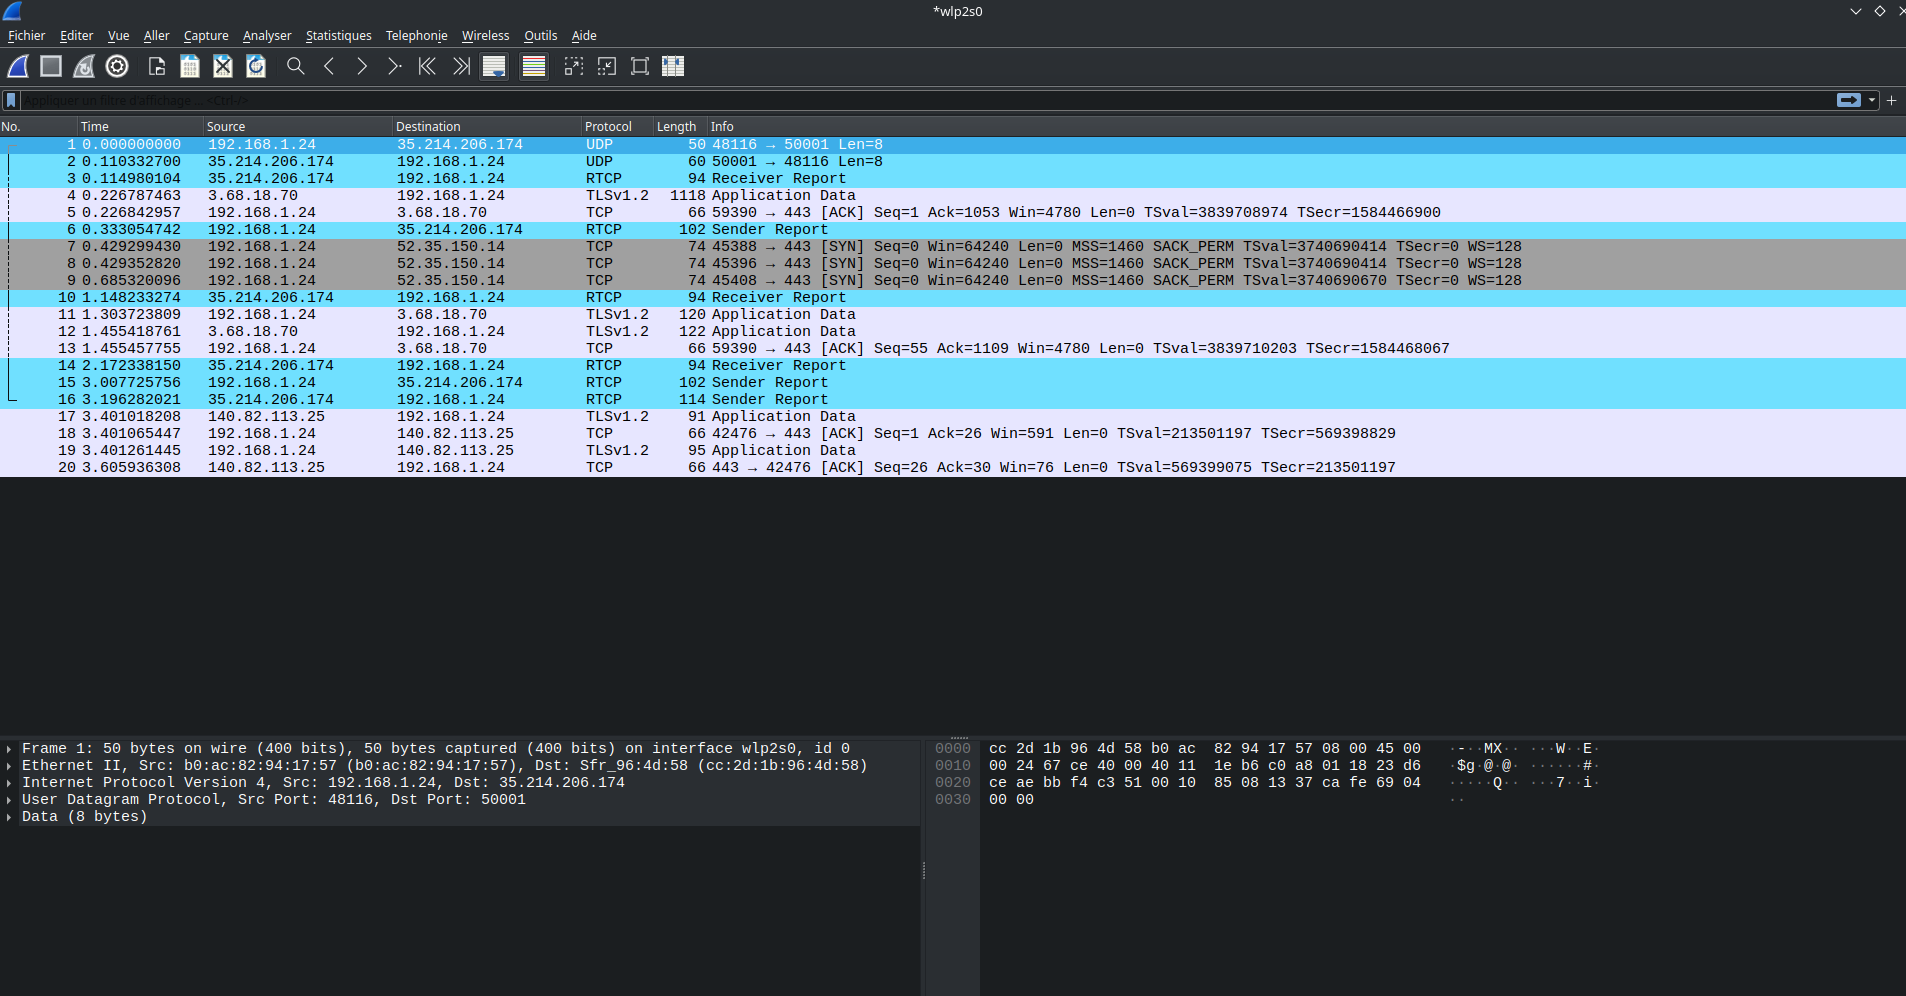 *wlp2s0
Fichier Editer Vue Aller Capture Analyser Statistiques Telephonie Wireless Outils Aide
Appliquer un filtre d'affichage … <Ctrl-/>
No. Time Source Destination Protocol Length Info
1 0.000000000 192.168.1.24 35.214.206.174 UDP 50 48116 → 50001 Len=8
2 0.110332700 35.214.206.174 192.168.1.24 UDP 60 50001 → 48116 Len=8
3 0.114980104 35.214.206.174 192.168.1.24 RTCP 94 Receiver Report
4 0.226787463 3.68.18.70 192.168.1.24 TLSv1.2 1118 Application Data
5 0.226842957 192.168.1.24 3.68.18.70 TCP 66 59390 → 443 [ACK] Seq=1 Ack=1053 Win=4780 Len=0 TSval=3839708974 TSecr=1584466900
6 0.333054742 192.168.1.24 35.214.206.174 RTCP 102 Sender Report
7 0.429299430 192.168.1.24 52.35.150.14 TCP 74 45388 → 443 [SYN] Seq=0 Win=64240 Len=0 MSS=1460 SACK_PERM TSval=3740690414 TSecr=0 WS=128
8 0.429352820 192.168.1.24 52.35.150.14 TCP 74 45396 → 443 [SYN] Seq=0 Win=64240 Len=0 MSS=1460 SACK_PERM TSval=3740690414 TSecr=0 WS=128
9 0.685320096 192.168.1.24 52.35.150.14 TCP 74 45408 → 443 [SYN] Seq=0 Win=64240 Len=0 MSS=1460 SACK_PERM TSval=3740690670 TSecr=0 WS=128
10 1.148233274 35.214.206.174 192.168.1.24 RTCP 94 Receiver Report
11 1.303723809 192.168.1.24 3.68.18.70 TLSv1.2 120 Application Data
12 1.455418761 3.68.18.70 192.168.1.24 TLSv1.2 122 Application Data
13 1.455457755 192.168.1.24 3.68.18.70 TCP 66 59390 → 443 [ACK] Seq=55 Ack=1109 Win=4780 Len=0 TSval=3839710203 TSecr=1584468067
14 2.172338150 35.214.206.174 192.168.1.24 RTCP 94 Receiver Report
15 3.007725756 192.168.1.24 35.214.206.174 RTCP 102 Sender Report
16 3.196282021 35.214.206.174 192.168.1.24 RTCP 114 Sender Report
17 3.401018208 140.82.113.25 192.168.1.24 TLSv1.2 91 Application Data
18 3.401065447 192.168.1.24 140.82.113.25 TCP 66 42476 → 443 [ACK] Seq=1 Ack=26 Win=591 Len=0 TSval=213501197 TSecr=569398829
19 3.401261445 192.168.1.24 140.82.113.25 TLSv1.2 95 Application Data
20 3.605936308 140.82.113.25 192.168.1.24 TCP 66 443 → 42476 [ACK] Seq=26 Ack=30 Win=76 Len=0 TSval=569399075 TSecr=213501197
Frame 1: 50 bytes on wire (400 bits), 50 bytes captured (400 bits) on interface wlp2s0, id 0
Ethernet II, Src: b0:ac:82:94:17:57 (b0:ac:82:94:17:57), Dst: Sfr_96:4d:58 (cc:2d:1b:96:4d:58)
Internet Protocol Version 4, Src: 192.168.1.24, Dst: 35.214.206.174
User Datagram Protocol, Src Port: 48116, Dst Port: 50001
Data (8 bytes)
0000 cc 2d 1b 96 4d 58 b0 ac 82 94 17 57 08 00 45 00 ·-··MX·· ···W··E·
0010 00 24 67 ce 40 00 40 11 1e b6 c0 a8 01 18 23 d6 ·$g·@·@· ······#·
0020 ce ae bb f4 c3 51 00 10 85 08 13 37 ca fe 69 04 ·····Q·· ···7··i·
0030 00 00 ··